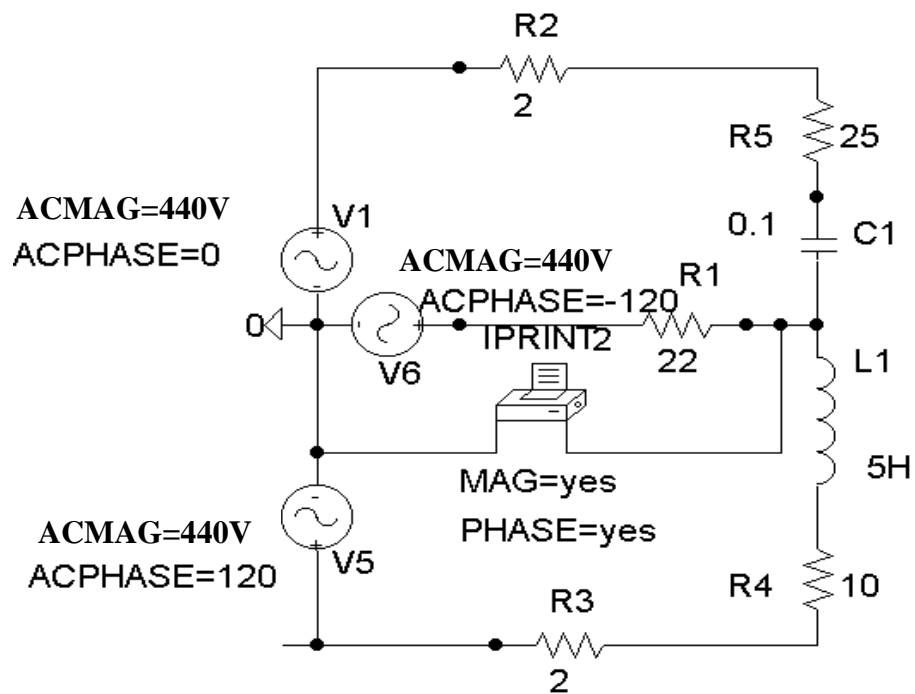 R2
2
R5
25
ACMAG=440V
V1
0.1
C1
ACPHASE=0
ACMAG=440V
R1
ACPHASE=-120
0
IPRINT2
22
L1
V6
5H
MAG=yes
ACMAG=440V
PHASE=yes
V5
ACPHASE=120
R4
10
R3
2